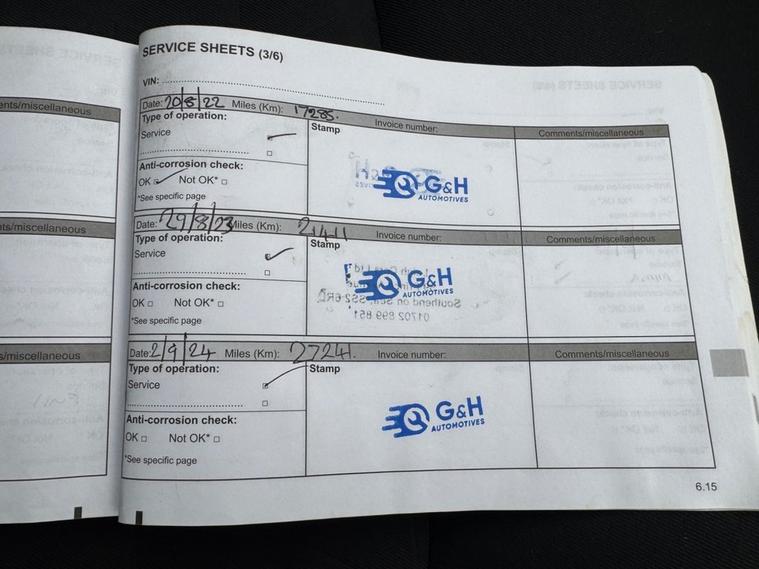 SERVICE SHEETS (3/6)
VIN:
Date: 20/8/22 Miles (Km): 17285. Invoice number: Comments/miscellaneous
Type of operation:
Service
Stamp
Anti-corrosion check:
OK Not OK*
*See specific page
G&H
AUTOMOTIVES
Date: 29/8/23 Miles (Km): 21411 Invoice number: Comments/miscellaneous
Type of operation:
Service
Stamp
Anti-corrosion check:
OK Not OK*
*See specific page
G&H
AUTOMOTIVES
Date: 2/9/24 Miles (Km): 27241. Invoice number: Comments/miscellaneous
Type of operation:
Service
Stamp
Anti-corrosion check:
OK Not OK*
*See specific page
G&H
AUTOMOTIVES
6.15
ents/miscellaneous
ts/miscellaneous
s/miscellaneous